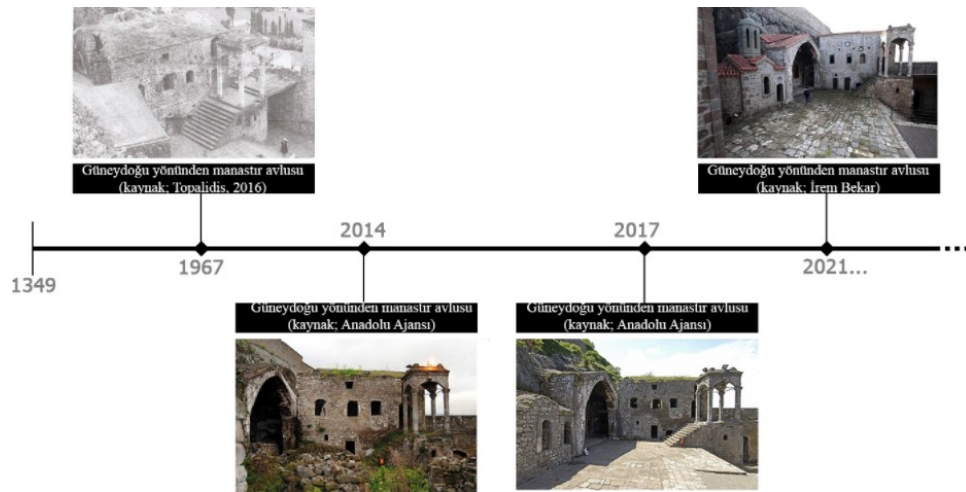 Güneydoğu yönünden manastır avlusu
(kaynak; Topalidis, 2016)
Güneydoğu yönünden manastır avlusu
(kaynak; İrem Bekar)
2014
2017
1349
1967
2021...
Güneydoğu yönünden manastır avlusu
(kaynak; Anadolu Ajansı)
Güneydoğu yönünden manastır avlusu
(kaynak; Anadolu Ajansı)